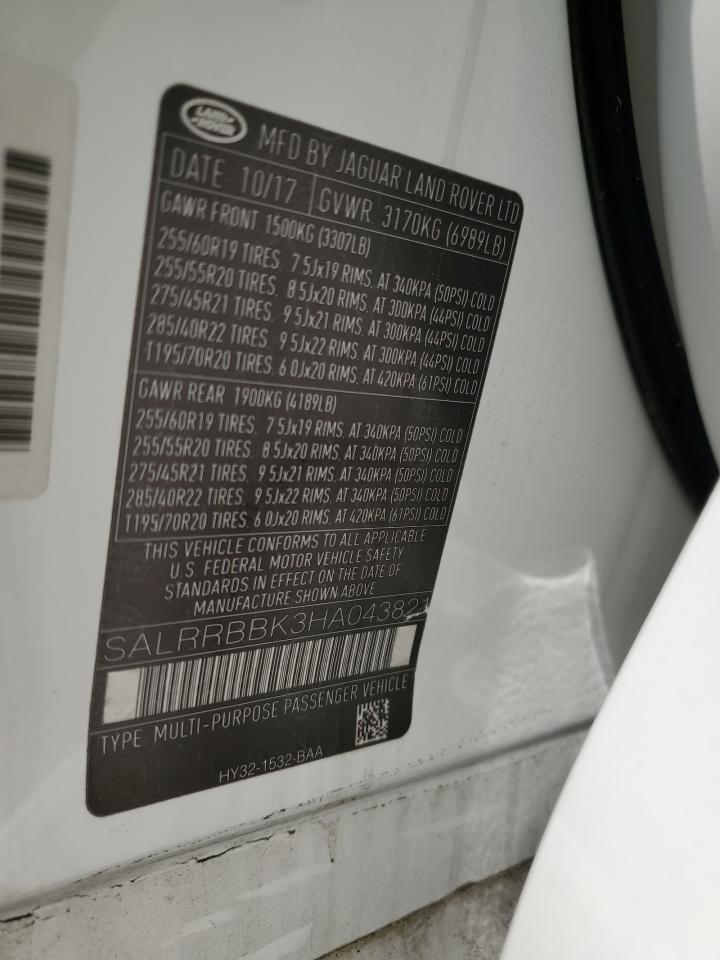 LAND ROVER
MFD BY JAGUAR LAND ROVER LTD
DATE 10/17 GVWR 3170KG (6989LB)
GAWR FRONT 1500KG (3307LB)
255/60R19 TIRES, 7 5Jx19 RIMS, AT 340KPA (50PSI) COLD
255/55R20 TIRES, 8 5Jx20 RIMS, AT 300KPA (44PSI) COLD
275/45R21 TIRES, 9 5Jx21 RIMS, AT 300KPA (44PSI) COLD
285/40R22 TIRES, 9 5Jx22 RIMS, AT 300KPA (44PSI) COLD
T195/70R20 TIRES, 6 0Jx20 RIMS, AT 420KPA (61PSI) COLD
GAWR REAR 1900KG (4189LB)
255/60R19 TIRES, 7 5Jx19 RIMS, AT 340KPA (50PSI) COLD
255/55R20 TIRES, 8 5Jx20 RIMS, AT 340KPA (50PSI) COLD
275/45R21 TIRES, 9 5Jx21 RIMS, AT 340KPA (50PSI) COLD
285/40R22 TIRES, 9 5Jx22 RIMS, AT 340KPA (50PSI) COLD
T195/70R20 TIRES, 6 0Jx20 RIMS, AT 420KPA (61PSI) COLD
THIS VEHICLE CONFORMS TO ALL APPLICABLE
U.S. FEDERAL MOTOR VEHICLE SAFETY
STANDARDS IN EFFECT ON THE DATE OF
MANUFACTURE SHOWN ABOVE
SALRRBBK3HA043821
TYPE: MULTI-PURPOSE PASSENGER VEHICLE
HY32-1532-BAA